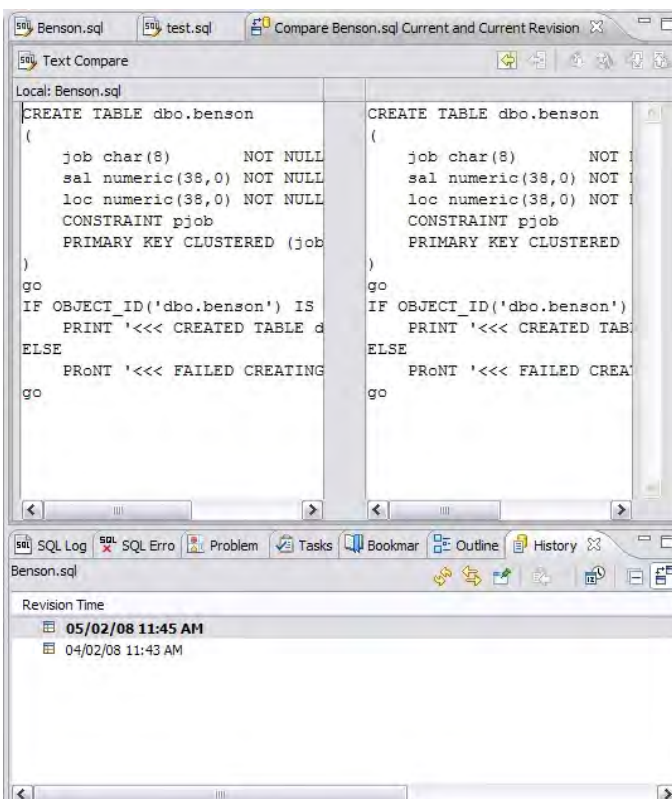 Benson.sql test.sql Compare Benson.sql Current and Current Revision
Text Compare
Local: Benson.sql
CREATE TABLE dbo.benson
(
    job char(8)         NOT NULL
    sal numeric(38,0) NOT NULL
    loc numeric(38,0) NOT NULL
    CONSTRAINT pjob
    PRIMARY KEY CLUSTERED (job
)
go
IF OBJECT_ID('dbo.benson') IS
    PRINT '<<< CREATED TABLE d
ELSE
    PRoNT '<<< FAILED CREATING
go
CREATE TABLE dbo.benson
(
    job char(8)         NOT
    sal numeric(38,0) NOT
    loc numeric(38,0) NOT
    CONSTRAINT pjob
    PRIMARY KEY CLUSTERED
)
go
IF OBJECT_ID('dbo.benson')
    PRINT '<<< CREATED TAB
ELSE
    PRoNT '<<< FAILED CREA
go
SQL Log SQL Erro Problem Tasks Bookmar Outline History
Benson.sql
Revision Time
05/02/08 11:45 AM
04/02/08 11:43 AM